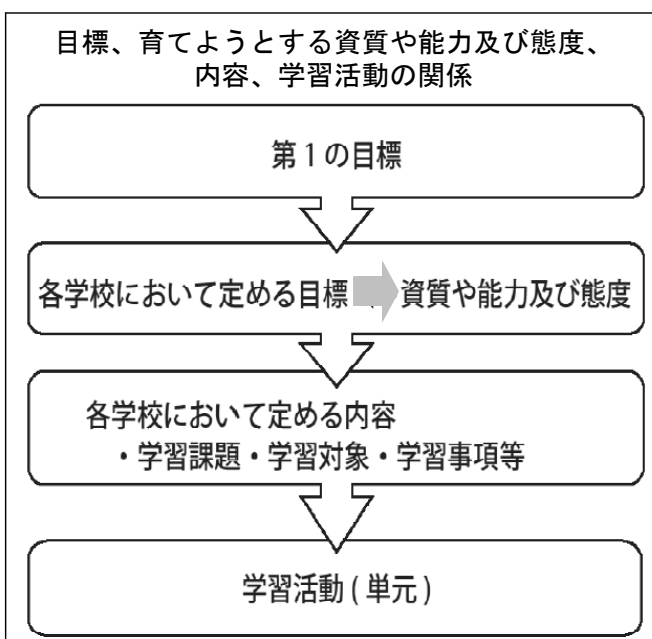 目標、育てようとする資質や能力及び態度、
内容、学習活動の関係
第1の目標
各学校において定める目標 資質や能力及び態度
各学校において定める内容
・学習課題・学習対象・学習事項等
学習活動(単元)